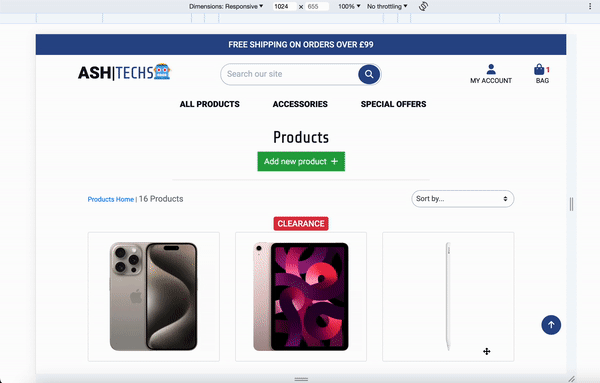 Dimensions: Responsive 1024 × 655 100% No throttling
FREE SHIPPING ON ORDERS OVER £99
ASH|TECHS
Search our site
MY ACCOUNT
1
BAG
ALL PRODUCTS ACCESSORIES SPECIAL OFFERS
Products
Add new product +
Products Home | 16 Products
Sort by...
CLEARANCE